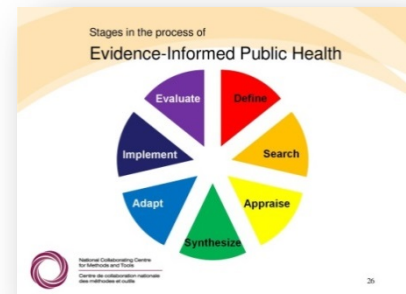 Stages in the process of
Evidence-Informed Public Health
Evaluate
Define
Implement
Search
Adapt
Appraise
Synthesize
National Collaborating Centre
for Methods and Tools
Centre de collaboration nationale
des méthodes et outils
26